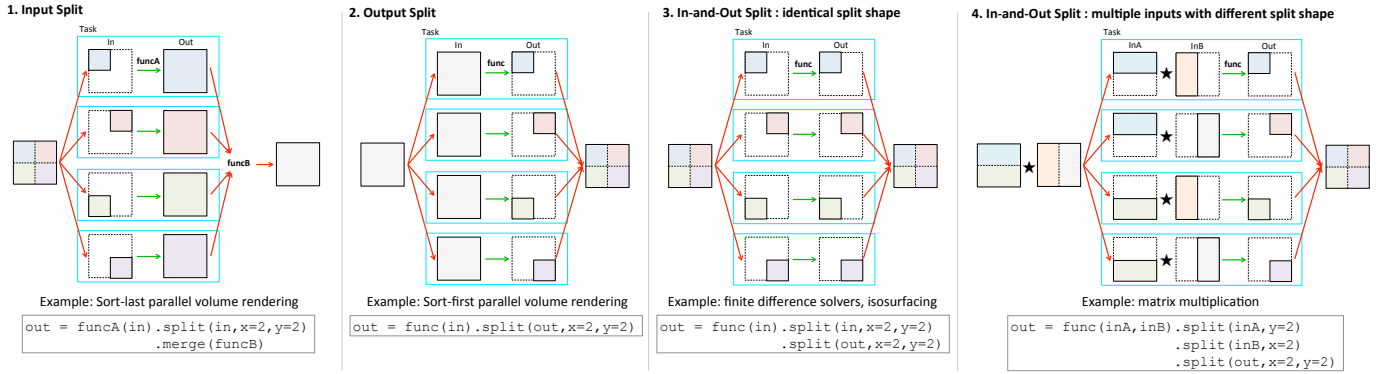 1. Input Split
Task
In
Out
funcA
funcB
Example: Sort-last parallel volume rendering
out = funcA(in).split(in,x=2,y=2)
.merge(funcB)
2. Output Split
Task
In
Out
func
Example: Sort-first parallel volume rendering
out = func(in).split(out,x=2,y=2)
3. In-and-Out Split : identical split shape
Task
In
Out
func
Example: finite difference solvers, isosurfacing
out = func(in).split(in,x=2,y=2)
.split(out,x=2,y=2)
4. In-and-Out Split : multiple inputs with different split shape
Task
InA
InB
Out
func
Example: matrix multiplication
out = func(inA,inB).split(inA,y=2)
.split(inB,x=2)
.split(out,x=2,y=2)